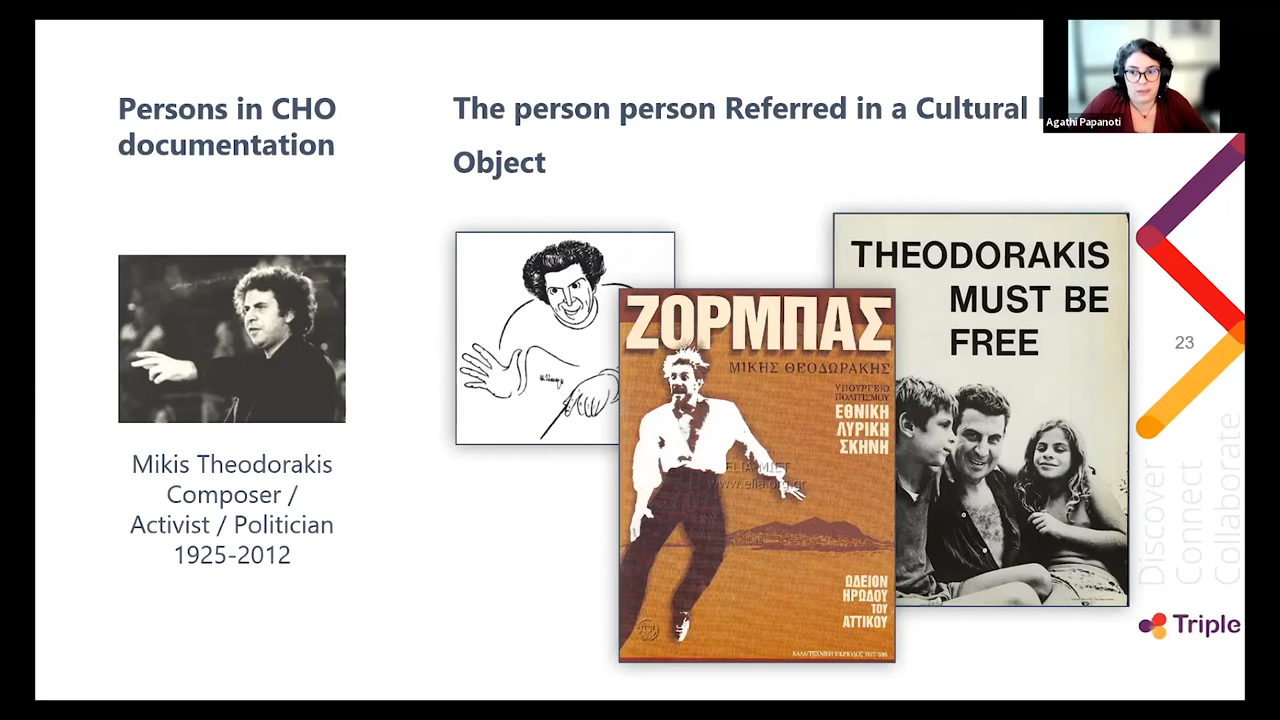 Persons in CHO
documentation
The person person Referred in a Cultural
Object
Agathi Papanoti
Mikis Theodorakis
Composer /
Activist / Politician
1925-2012
ΖΟΡΜΠΑΣ
ΜΙΚΗΣ ΘΕΟΔΩΡΑΚΗΣ
ΥΠΟΥΡΓΕΙΟ
ΠΟΛΙΤΙΣΜΟΥ
ΕΘΝΙΚΗ
ΛΥΡΙΚΗ
ΣΚΗΝΗ
ELIA-MIET
www.elia.org.gr
ΩΔΕΙΟΝ
ΗΡΩΔΟΥ
ΤΟΥ
ΑΤΤΙΚΟΥ
THEODORAKIS
MUST BE
FREE
23
Discover
Connect
Collaborate
Triple